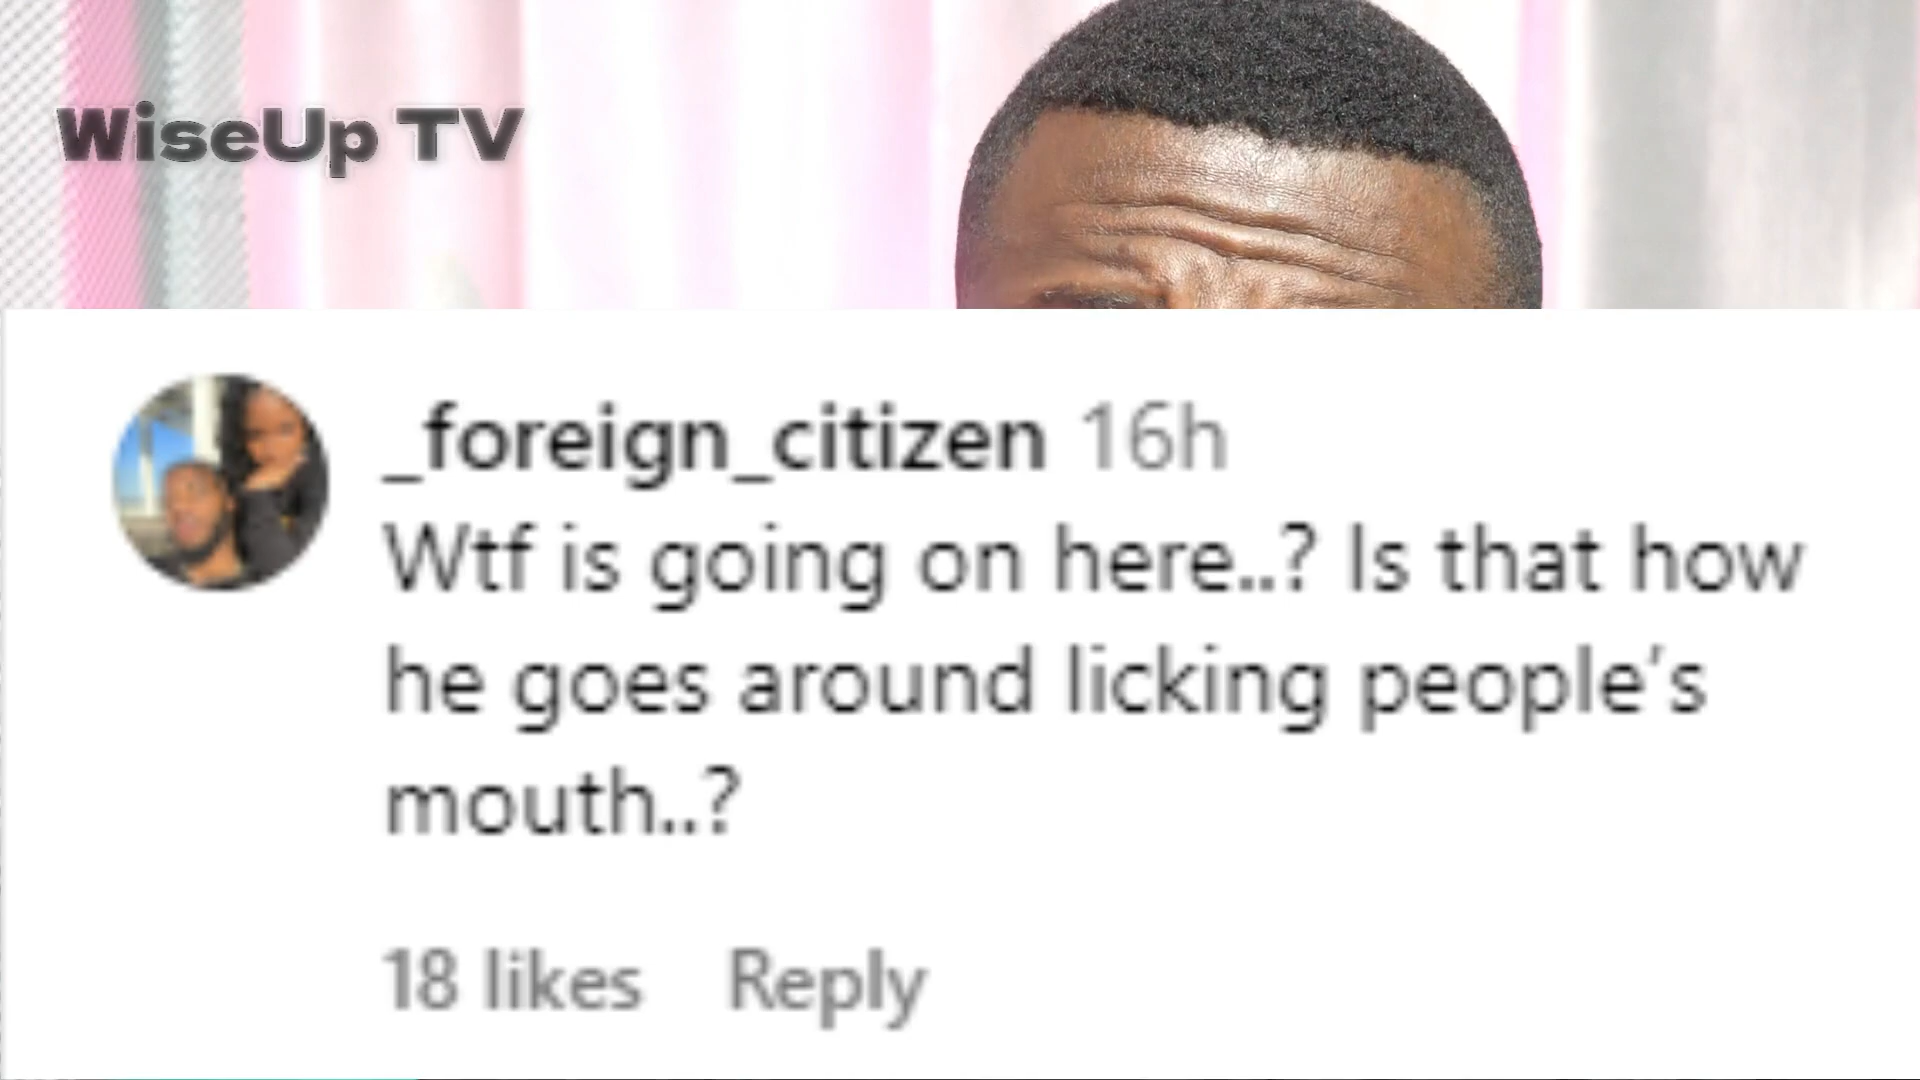 WiseUp TV
_foreign_citizen 16h
Wtf is going on here..? Is that how
he goes around licking people's
mouth..?
18 likes Reply